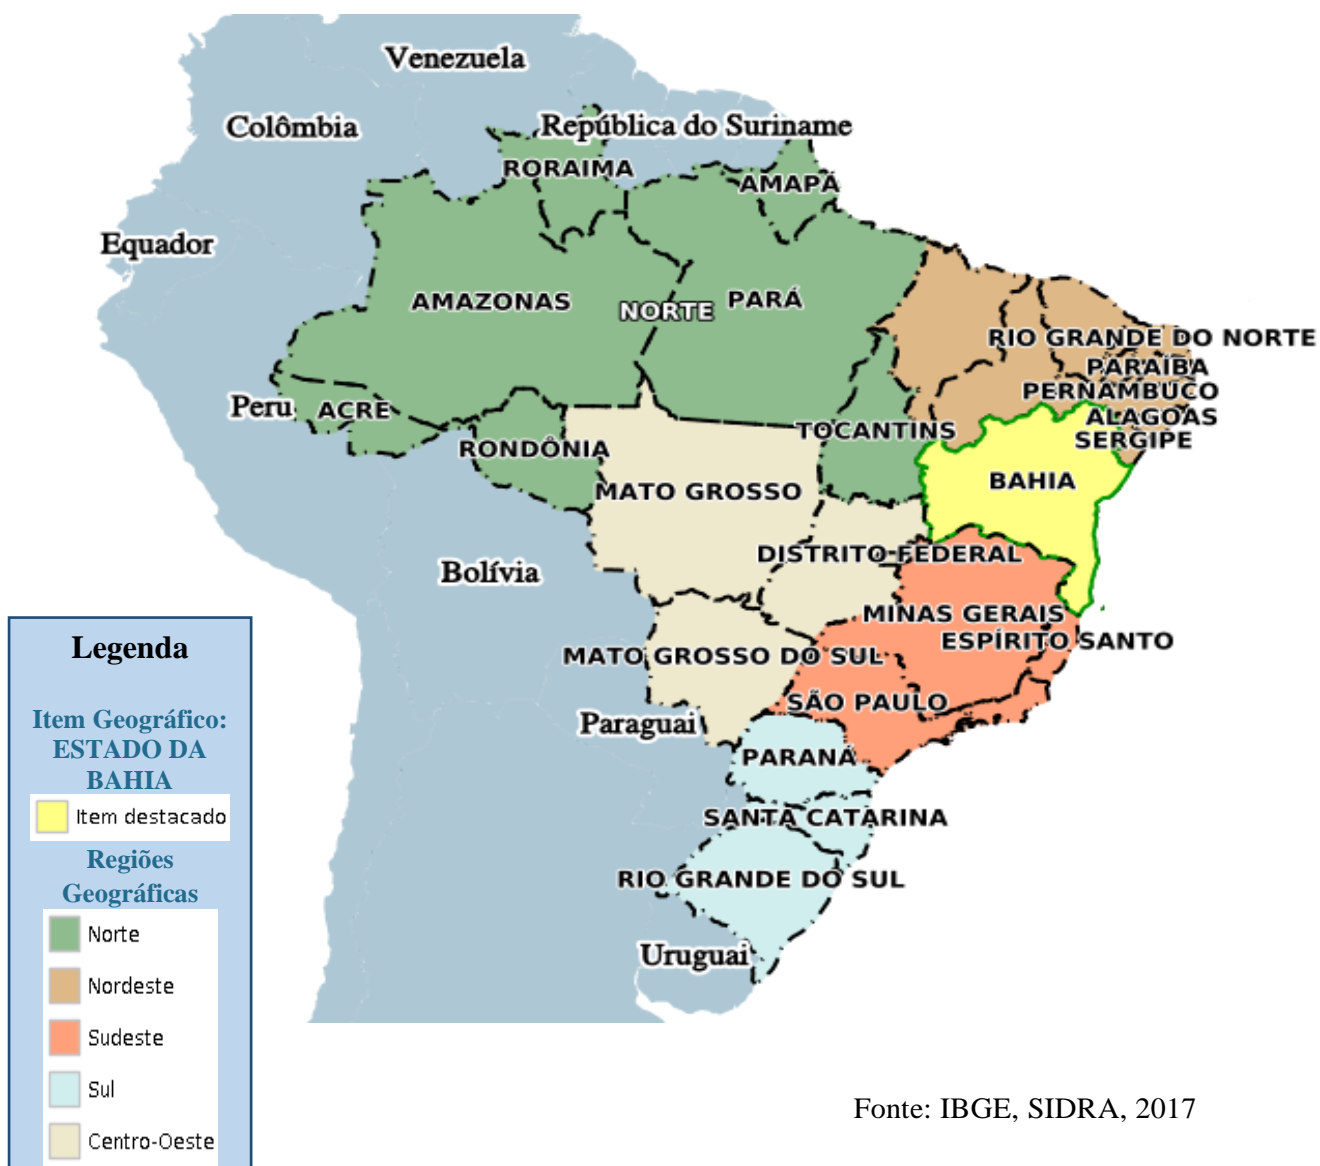 Venezuela
Colômbia
República do Suriname
RORAIMA
AMAPÁ
Equador
AMAZONAS
NORTE
PARÁ
RIO GRANDE DO NORTE
PARAÍBA
PERNAMBUCO
Peru
ACRE
ALAGOAS
TOCANTINS
SERGIPE
RONDÔNIA
BAHIA
MATO GROSSO
DISTRITO FEDERAL
Bolívia
MINAS GERAIS
ESPÍRITO SANTO
MATO GROSSO DO SUL
SÃO PAULO
Paraguai
PARANÁ
SANTA CATARINA
RIO GRANDE DO SUL
Uruguai
Legenda
Item Geográfico:
ESTADO DA
BAHIA
Item destacado
Regiões
Geográficas
Norte
Nordeste
Sudeste
Sul
Centro-Oeste
Fonte: IBGE, SIDRA, 2017